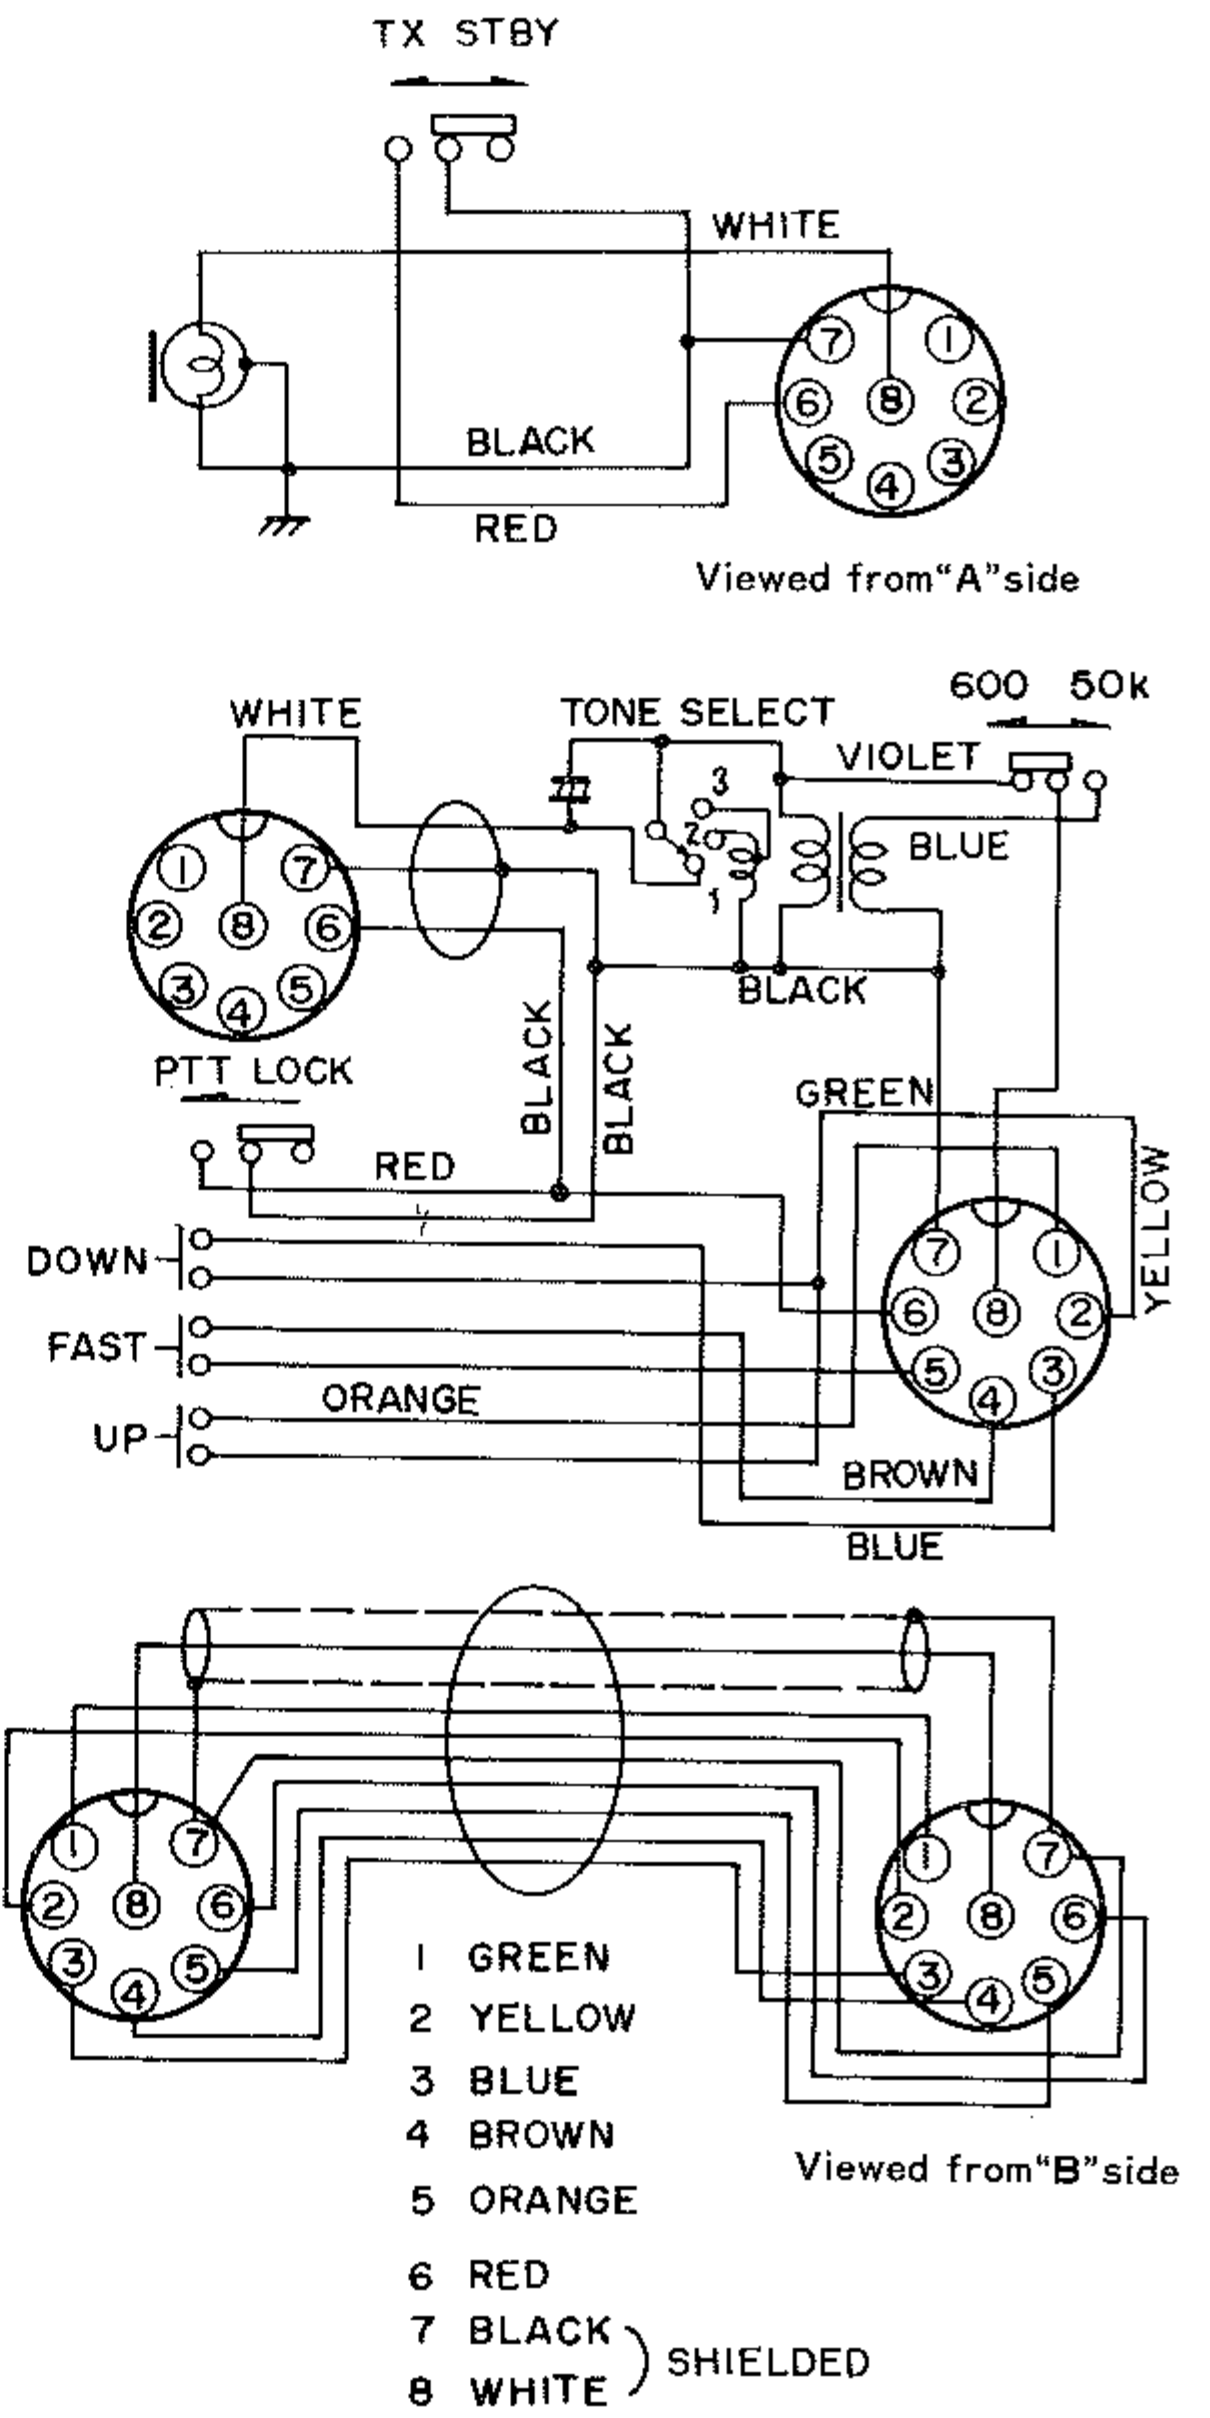 TX STBY
WHITE
7 1
6 8 2
5 3
4
BLACK
RED
Viewed from "A" side
600 50k
WHITE
TONE SELECT
VIOLET
3
2
1
BLUE
1 7
2 8 6
3 5
4
BLACK
PTT LOCK
BLACK
BLACK
GREEN
RED
YELLOW
DOWN
7 1
6 8 2
5 3
4
FAST
ORANGE
UP
BROWN
BLUE
1 7
2 8 6
3 5
4
1 7
2 8 6
3 5
4
1 GREEN
2 YELLOW
3 BLUE
4 BROWN
5 ORANGE
6 RED
7 BLACK
8 WHITE
SHIELDED
Viewed from "B" side